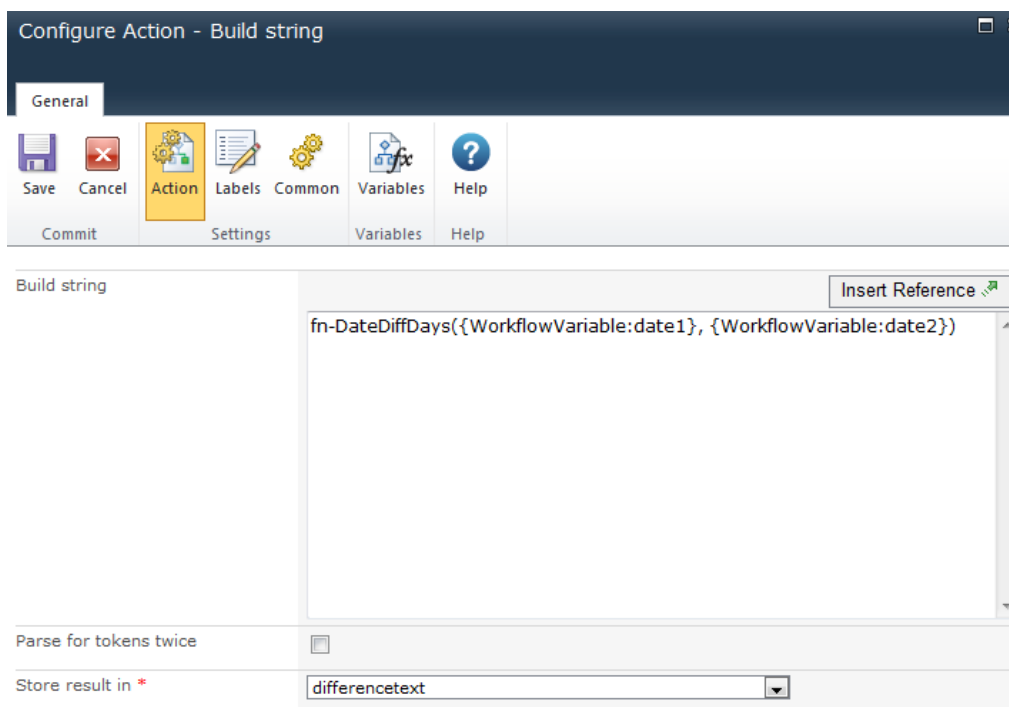 Configure Action - Build string
General
Save Cancel Action Labels Common Variables Help
Commit Settings Variables Help
Build string
Insert Reference
fn-DateDiffDays({WorkflowVariable:date1}, {WorkflowVariable:date2})
Parse for tokens twice
Store result in *
differencetext